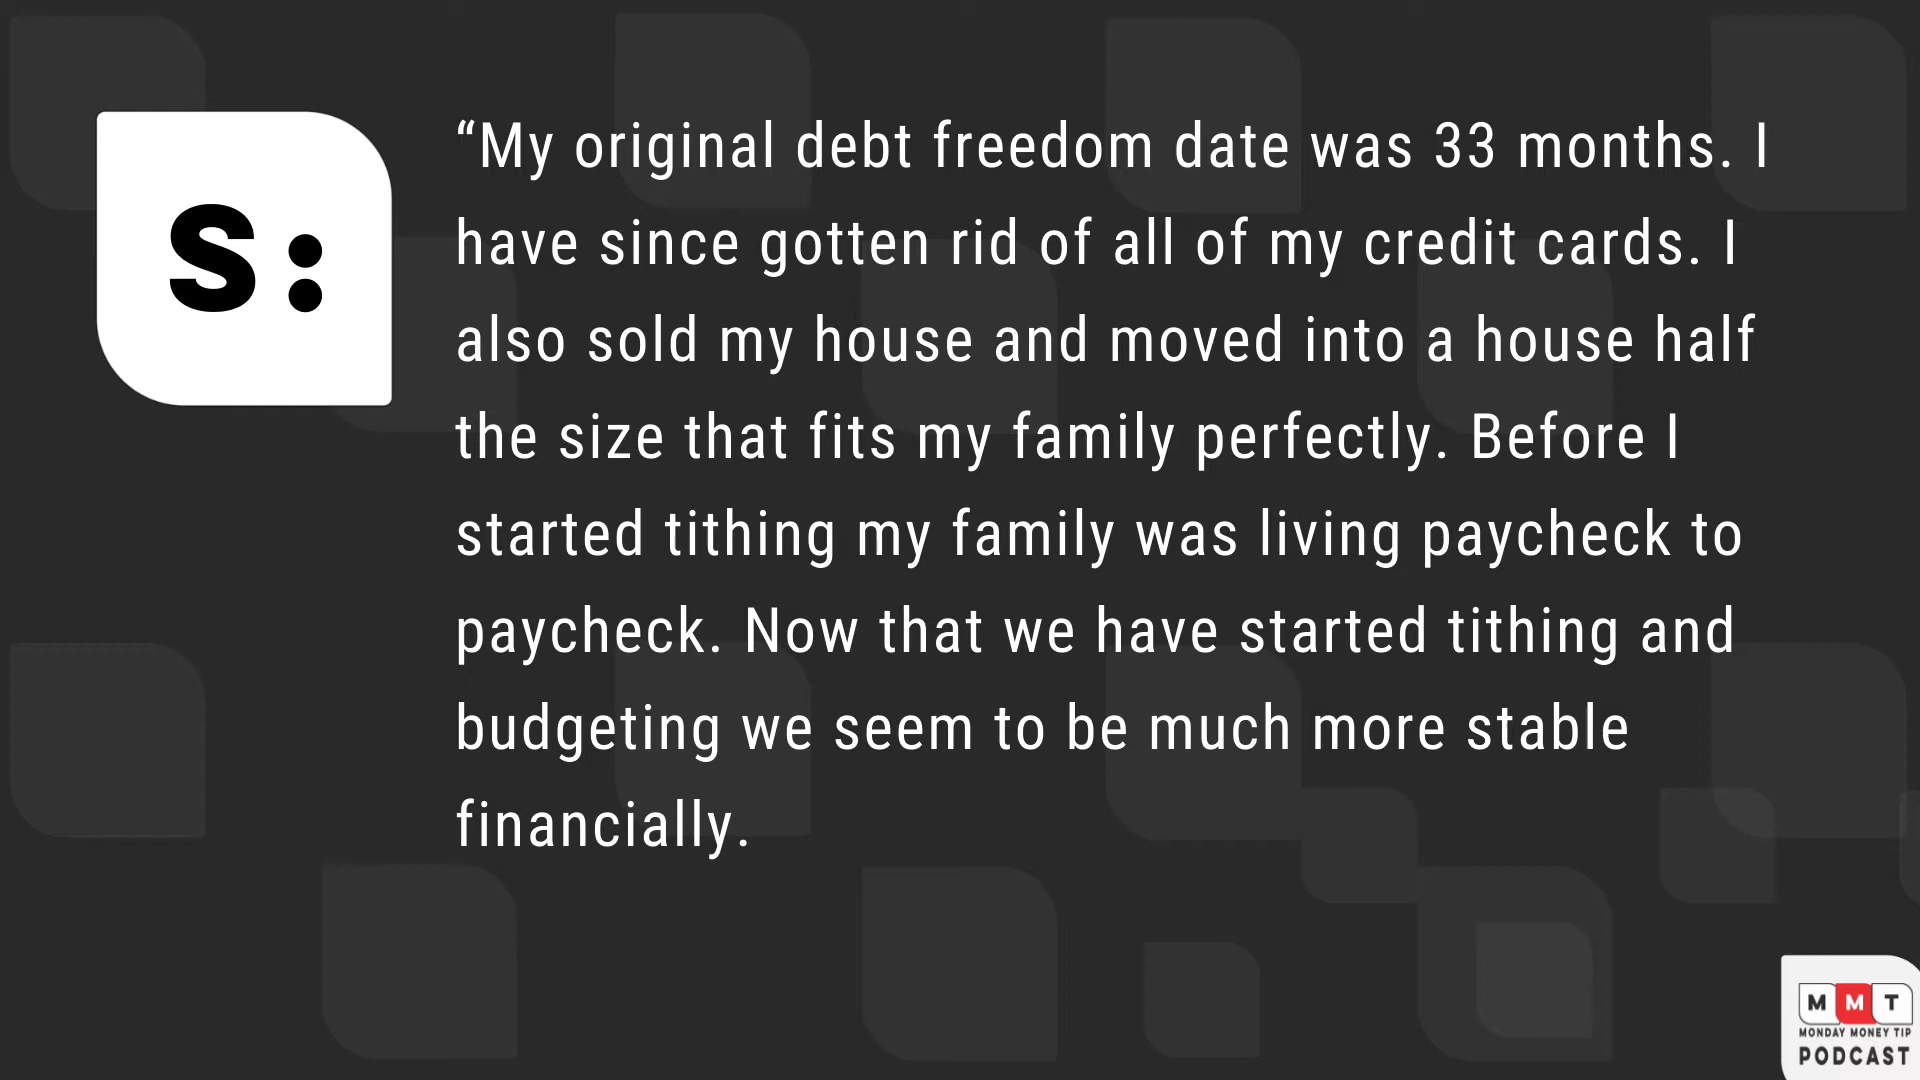 S:
“My original debt freedom date was 33 months. I
have since gotten rid of all of my credit cards. I
also sold my house and moved into a house half
the size that fits my family perfectly. Before I
started tithing my family was living paycheck to
paycheck. Now that we have started tithing and
budgeting we seem to be much more stable
financially.
MMT
MONDAY MONEY TIP
PODCAST